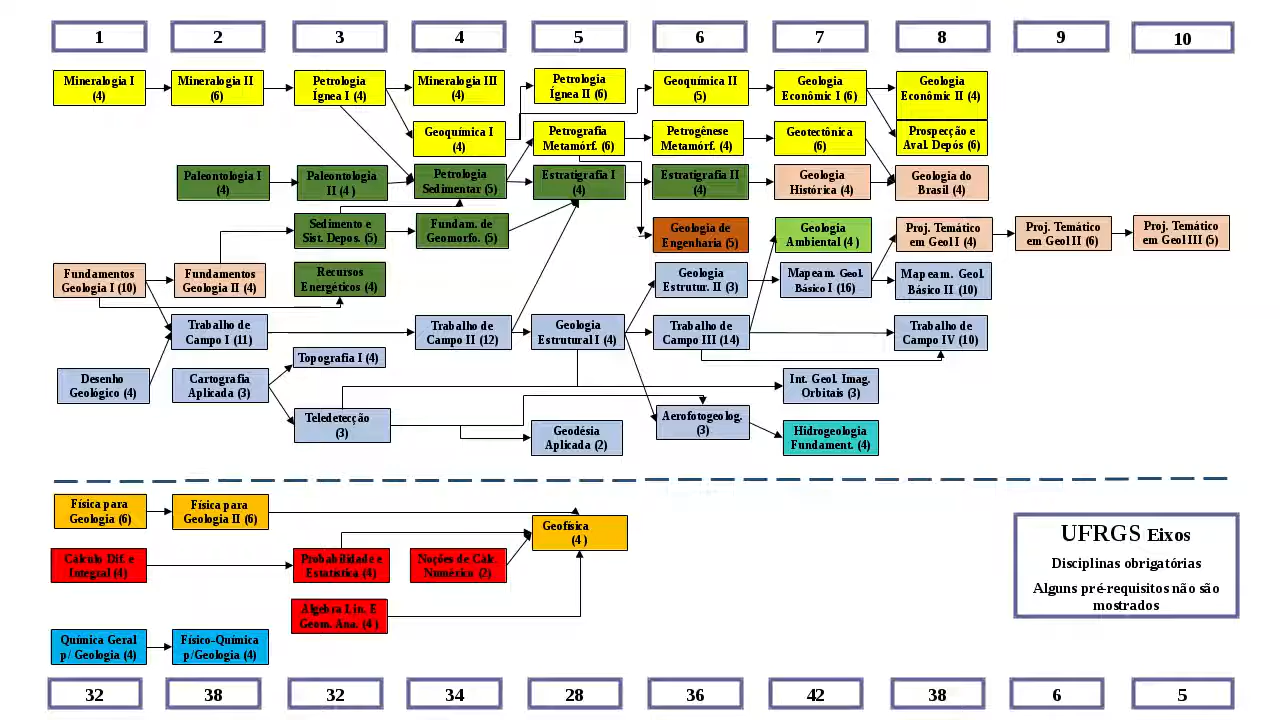 1 2 3 4 5 6 7 8 9 10
Mineralogia I
(4)
Mineralogia II
(6)
Petrologia
Ígnea I (4)
Mineralogia III
(4)
Petrologia
Ígnea II (6)
Geoquímica II
(5)
Geologia
Econômic I (6)
Geologia
Econômic II (4)
Geoquímica I
(4)
Petrografia
Metamórf. (6)
Petrogênese
Metamórf. (4)
Geotectônica
(6)
Prospecção e
Aval. Depós (6)
Paleontologia I
(4)
Paleontologia
II (4 )
Petrologia
Sedimentar (5)
Estratigrafia I
(4)
Estratigrafia II
(4)
Geologia
Histórica (4)
Geologia do
Brasil (4)
Sedimento e
Sist. Depos. (5)
Fundam. de
Geomorfo. (5)
Geologia de
Engenharia (5)
Geologia
Ambiental (4 )
Proj. Temático
em Geol I (4)
Proj. Temático
em Geol II (6)
Proj. Temático
em Geol III (5)
Fundamentos
Geologia I (10)
Fundamentos
Geologia II (4)
Recursos
Energéticos (4)
Geologia
Estrutur. II (3)
Mapeam. Geol.
Básico I (16)
Mapeam. Geol.
Básico II (10)
Trabalho de
Campo I (11)
Trabalho de
Campo II (12)
Geologia
Estrutural I (4)
Trabalho de
Campo III (14)
Trabalho de
Campo IV (10)
Topografia I (4)
Desenho
Geológico (4)
Cartografia
Aplicada (3)
Int. Geol. Imag.
Orbitais (3)
Teledetecção
(3)
Geodésia
Aplicada (2)
Aerofotogeolog.
(3)
Hidrogeologia
Fundament. (4)
Física para
Geologia (6)
Física para
Geologia II (6)
Geofísica
(4 )
Cálculo Dif. e
Integral (4)
Probabilidade e
Estatística (4)
Noções de Cálc.
Numérico (2)
Álgebra Lin. E
Geom. Ana. (4 )
Química Geral
p/ Geologia (4)
Físico-Química
p/Geologia (4)
UFRGS Eixos
Disciplinas obrigatórias
Alguns pré-requisitos não são
mostrados
32 38 32 34 28 36 42 38 6 5